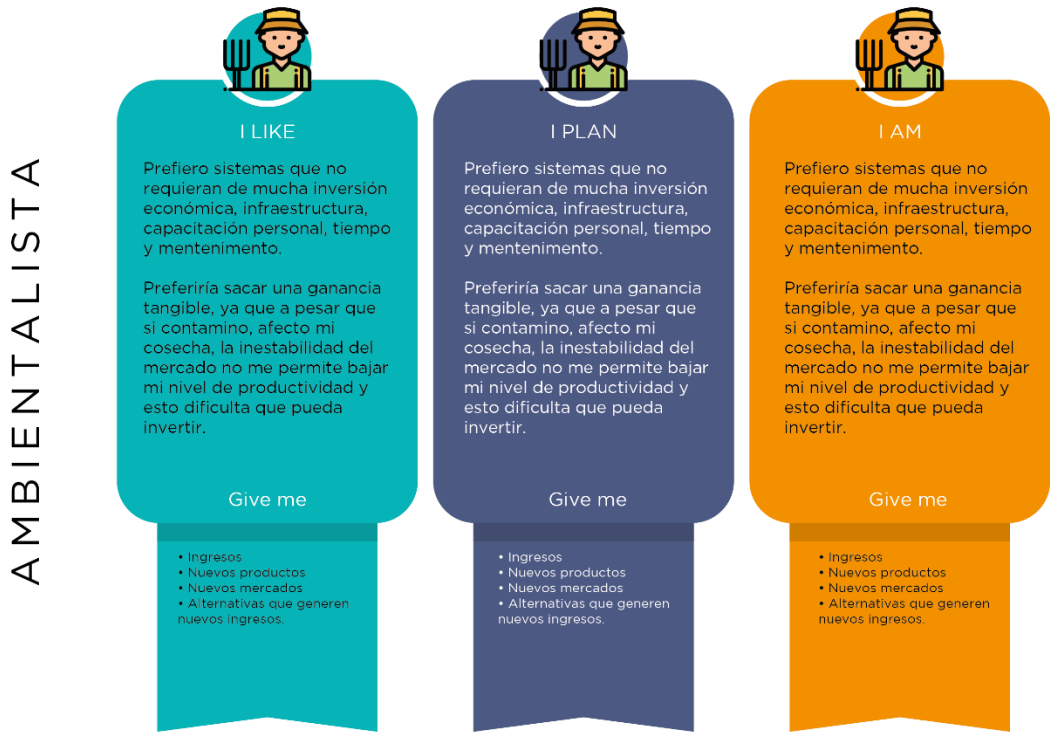 AMBIENTALISTA
I LIKE
Prefiero sistemas que no
requieran de mucha inversión
económica, infraestructura,
capacitación personal, tiempo
y mentenimento.
Preferiría sacar una ganancia
tangible, ya que a pesar que
si contamino, afecto mi
cosecha, la inestabilidad del
mercado no me permite bajar
mi nivel de productividad y
esto dificulta que pueda
invertir.
Give me
• Ingresos
• Nuevos productos
• Nuevos mercados
• Alternativas que generen
nuevos ingresos.
I PLAN
Prefiero sistemas que no
requieran de mucha inversión
económica, infraestructura,
capacitación personal, tiempo
y mentenimento.
Preferiría sacar una ganancia
tangible, ya que a pesar que
si contamino, afecto mi
cosecha, la inestabilidad del
mercado no me permite bajar
mi nivel de productividad y
esto dificulta que pueda
invertir.
Give me
• Ingresos
• Nuevos productos
• Nuevos mercados
• Alternativas que generen
nuevos ingresos.
I AM
Prefiero sistemas que no
requieran de mucha inversión
económica, infraestructura,
capacitación personal, tiempo
y mentenimento.
Preferiría sacar una ganancia
tangible, ya que a pesar que
si contamino, afecto mi
cosecha, la inestabilidad del
mercado no me permite bajar
mi nivel de productividad y
esto dificulta que pueda
invertir.
Give me
• Ingresos
• Nuevos productos
• Nuevos mercados
• Alternativas que generen
nuevos ingresos.